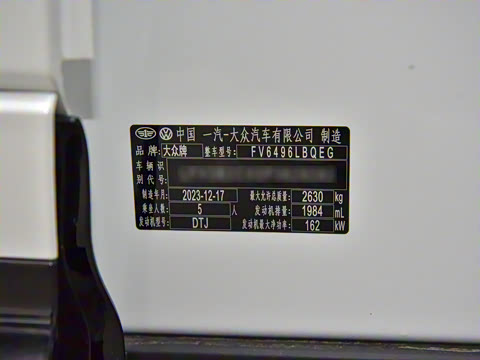 中国 一汽-大众汽车有限公司 制造
品牌: 大众牌 整车型号: FV6496LBQEG
车辆识
别代号:
制造年月: 2023-12-17 最大允许总质量: 2630 kg
乘坐人数: 5 人 发动机排量: 1984 mL
发动机型号: DTJ 发动机最大净功率: 162 kW